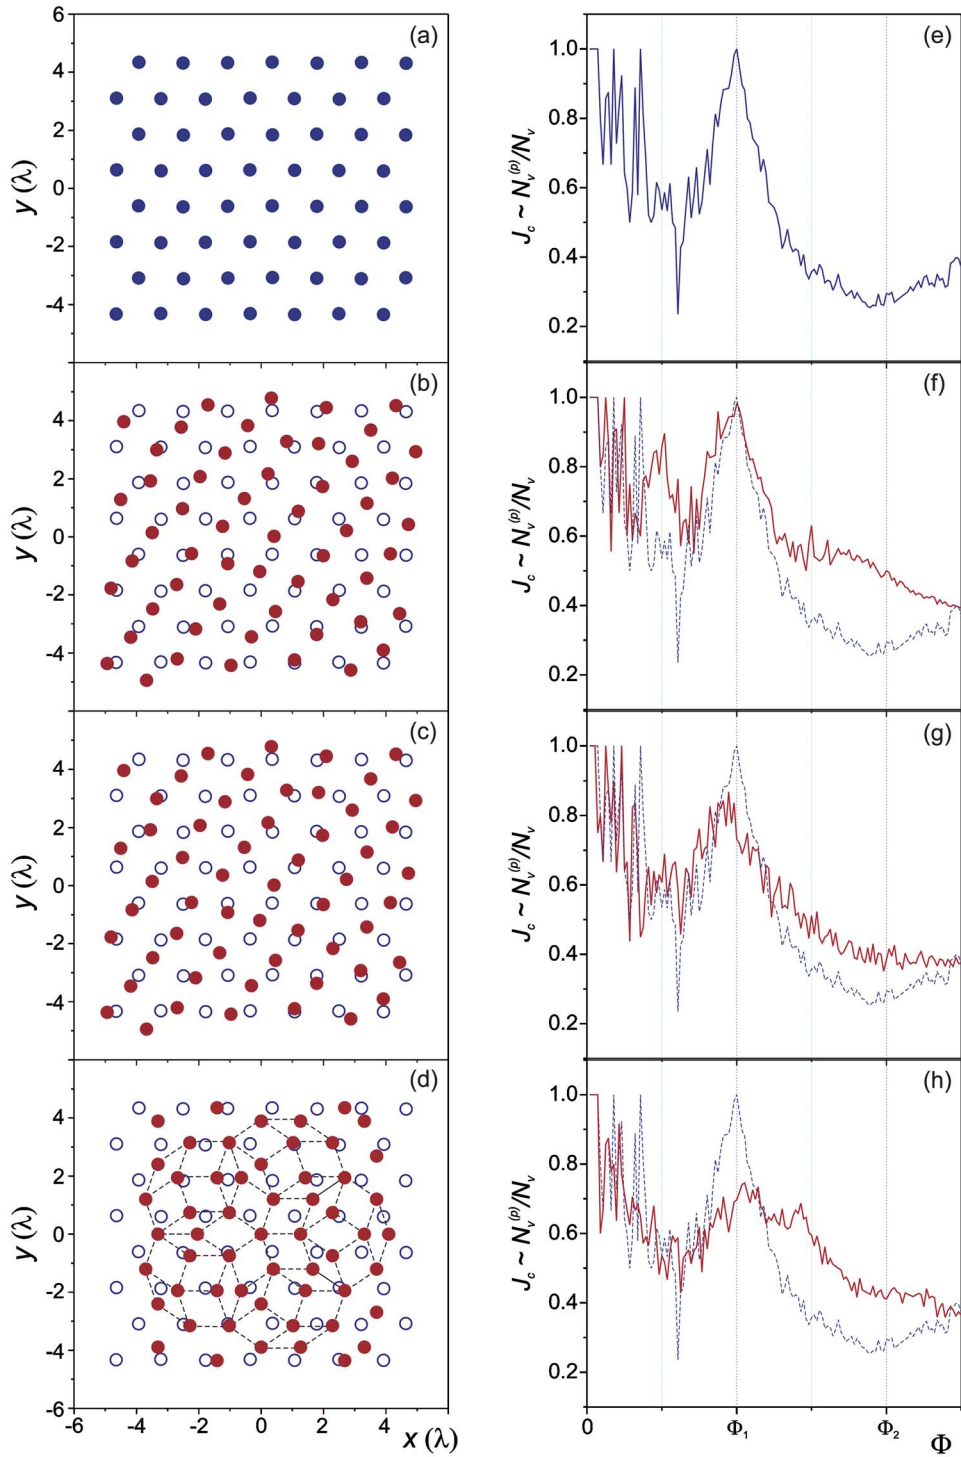 6
4
2
0
-2
-4
y (λ)
(a)
4
2
0
-2
-4
y (λ)
(b)
4
2
0
-2
-4
y (λ)
(c)
4
2
0
-2
-4
-6
y (λ)
(d)
-6 -4 -2 0 2 4
x (λ)
1.0
0.8
0.6
0.4
0.2
J_c ~ N_v^(p)/N_v
(e)
1.0
0.8
0.6
0.4
0.2
J_c ~ N_v^(p)/N_v
(f)
1.0
0.8
0.6
0.4
0.2
J_c ~ N_v^(p)/N_v
(g)
1.0
0.8
0.6
0.4
0.2
J_c ~ N_v^(p)/N_v
(h)
0 Φ₁ Φ₂ Φ